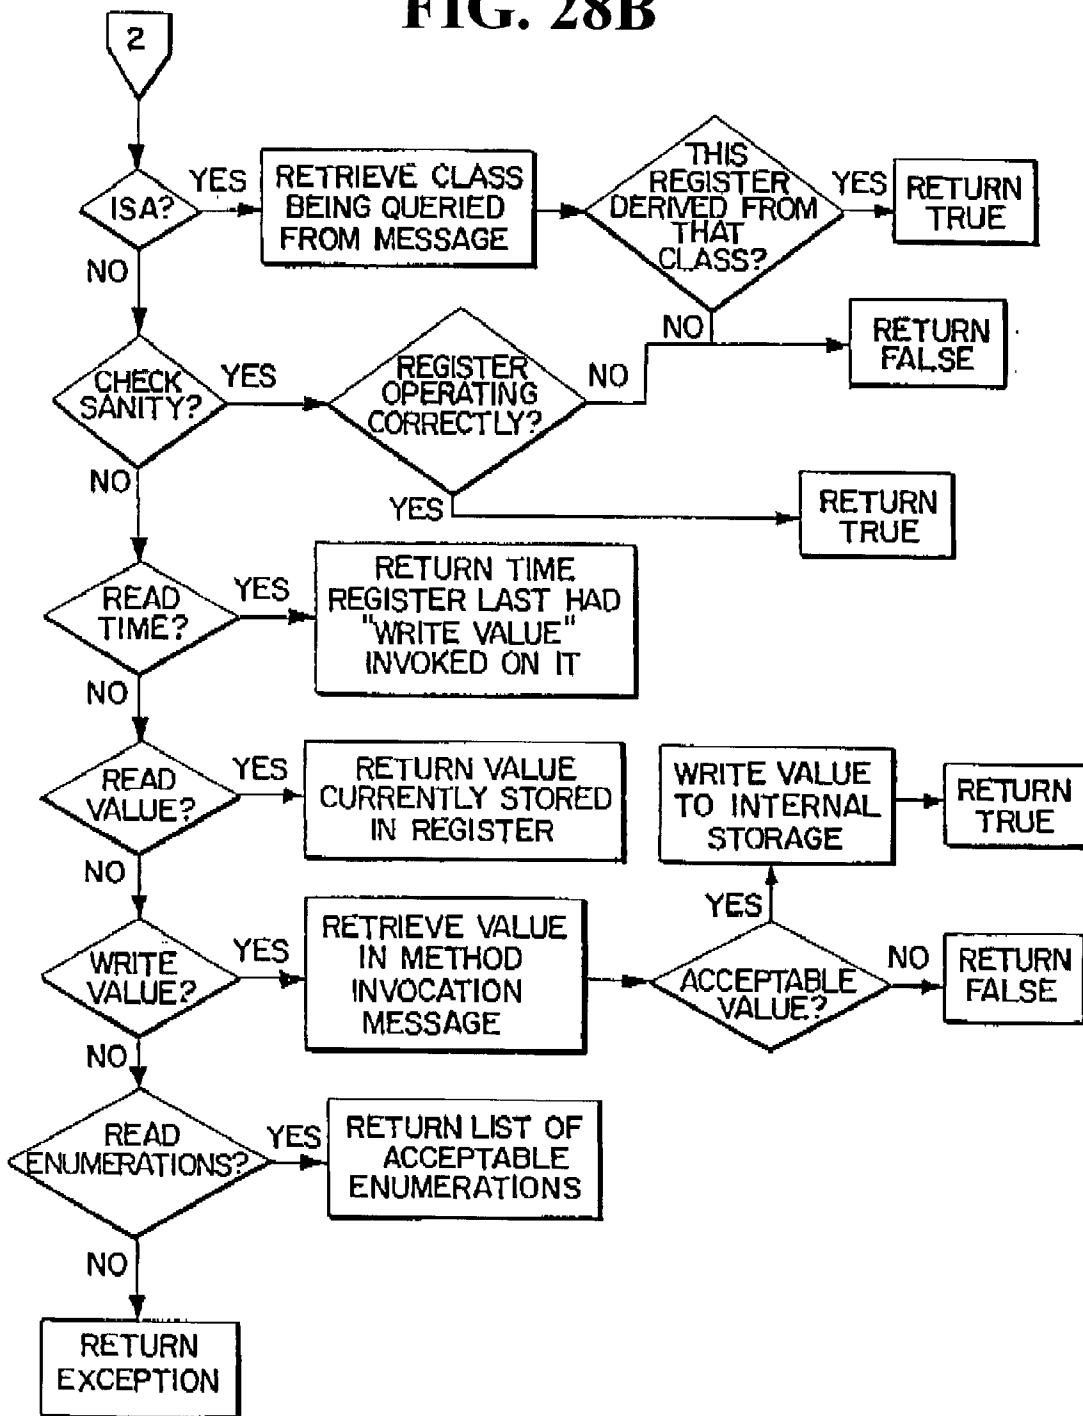 FIG. 28B
2
ISA?
YES
RETRIEVE CLASS
BEING QUERIED
FROM MESSAGE
THIS
REGISTER
DERIVED FROM
THAT
CLASS?
YES
RETURN
TRUE
NO
NO
RETURN
FALSE
CHECK
SANITY?
YES
REGISTER
OPERATING
CORRECTLY?
NO
YES
RETURN
TRUE
NO
READ
TIME?
YES
RETURN TIME
REGISTER LAST HAD
"WRITE VALUE"
INVOKED ON IT
NO
READ
VALUE?
YES
RETURN VALUE
CURRENTLY STORED
IN REGISTER
WRITE VALUE
TO INTERNAL
STORAGE
RETURN
TRUE
NO
WRITE
VALUE?
YES
RETRIEVE VALUE
IN METHOD
INVOCATION
MESSAGE
YES
ACCEPTABLE
VALUE?
NO
RETURN
FALSE
NO
READ
ENUMERATIONS?
YES
RETURN LIST OF
ACCEPTABLE
ENUMERATIONS
NO
RETURN
EXCEPTION